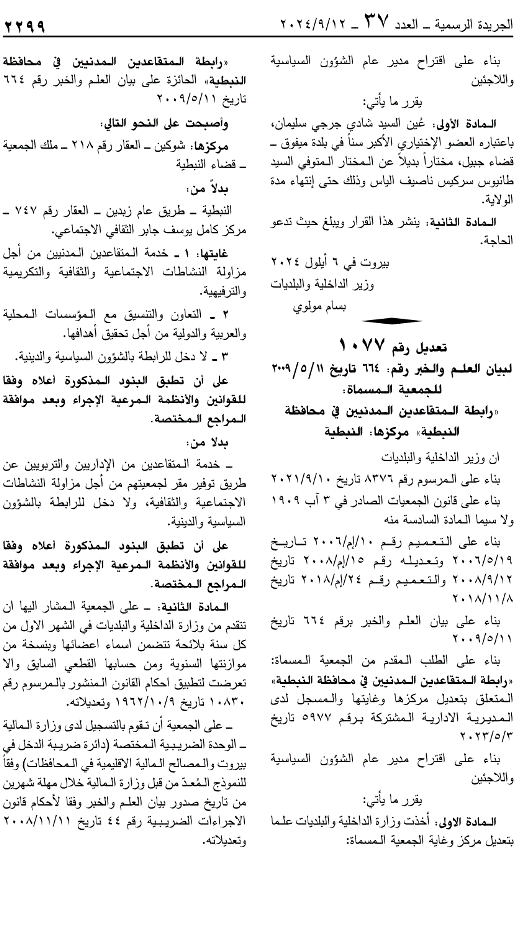 الجريدة الرسمية ــ العدد ٣٧ ــ ٢٠٢٤/٩/١٢
٢٢٩٩
بناء على اقتراح مدير عام الشؤون السياسية
واللاجئين
يقرر ما يأتي:
المادة الأولى: عُين السيد شادي جرجي سليمان،
باعتباره العضو الإختياري الأكبر سناً في بلدة ميفوق ــ
قضاء جبيل، مختاراً بديلاً عن المختار المتوفي السيد
طانيوس سركيس ناصيف الياس وذلك حتى إنتهاء مدة
الولاية.
المادة الثانية: ينشر هذا القرار ويبلغ حيث تدعو
الحاجة.
بيروت في ٦ أيلول ٢٠٢٤
وزير الداخلية والبلديات
بسام مولوي
تعديل رقم ١٠٧٧
لبيان العلم والخبر رقم: ٦٦٤ تاريخ ٢٠٠٩/٥/١١
للجمعية المسماة:
«رابطة المتقاعدين المدنيين في محافظة
النبطية» مركزها: النبطية
ان وزير الداخلية والبلديات
بناء على المرسوم رقم ٨٣٧٦ تاريخ ٢٠٢١/٩/١٠
بناء على قانون الجمعيات الصادر في ٣ آب ١٩٠٩
ولا سيما المادة السادسة منه
بناء على التعميم رقم ١٠/إم/٢٠٠٦ تاريخ
٢٠٠٦/٥/١٩ وتعديله رقم ١٥/إم/٢٠٠٨ تاريخ
٢٠٠٨/٩/١٢ والتعميم رقم ٢٤/إم/٢٠١٨ تاريخ
٢٠١٨/١١/٨
بناء على بيان العلم والخبر برقم ٦٦٤ تاريخ
٢٠٠٩/٥/١١
بناء على الطلب المقدم من الجمعية المسماة:
«رابطة المتقاعدين المدنيين في محافظة النبطية»
المتعلق بتعديل مركزها وغايتها والمسجل لدى
المديرية الادارية المشتركة برقم ٥٩٧٧ تاريخ
٢٠٢٣/٥/٣
بناء على اقتراح مدير عام الشؤون السياسية
واللاجئين
يقرر ما يأتي:
المادة الاولى: أخذت وزارة الداخلية والبلديات علما
بتعديل مركز وغاية الجمعية المسماة:
«رابطة المتقاعدين المدنيين في محافظة
النبطية» الحائزة على بيان العلم والخبر رقم ٦٦٤
تاريخ ٢٠٠٩/٥/١١
وأصبحت على النحو التالي:
مركزها: شوكين ــ العقار رقم ٢١٨ ــ ملك الجمعية
ــ قضاء النبطية
بدلاً من:
النبطية ــ طريق عام زبدين ــ العقار رقم ٧٤٧ ــ
مركز كامل يوسف جابر الثقافي الاجتماعي.
غايتها: ١ ــ خدمة المتقاعدين المدنيين من أجل
مزاولة النشاطات الاجتماعية والثقافية والتكريمية
والترفيهية.
٢ ــ التعاون والتنسيق مع المؤسسات المحلية
والعربية والدولية من أجل تحقيق أهدافها.
٣ ــ لا دخل للرابطة بالشؤون السياسية والدينية.
على أن تطبق البنود المذكورة أعلاه وفقا
للقوانين والأنظمة المرعية الإجراء وبعد موافقة
المراجع المختصة.
بدلا من:
ــ خدمة المتقاعدين من الإداريين والتربويين عن
طريق توفير مقر لجمعيتهم من أجل مزاولة النشاطات
الاجتماعية والثقافية، ولا دخل للرابطة بالشؤون
السياسية والدينية.
على أن تطبق البنود المذكورة أعلاه وفقا
للقوانين والأنظمة المرعية الإجراء وبعد موافقة
المراجع المختصة.
المادة الثانية: ــ على الجمعية المشار اليها ان
تتقدم من وزارة الداخلية والبلديات في الشهر الاول من
كل سنة بلائحة تتضمن اسماء اعضائها وبنسخة من
موازنتها السنوية ومن حسابها القطعي السابق والا
تعرضت لتطبيق احكام القانون المنشور بالمرسوم رقم
١٠٨٣٠ تاريخ ١٩٦٢/١٠/٩ وتعديلاته.
ــ على الجمعية أن تقوم بالتسجيل لدى وزارة المالية
ــ الوحدة الضريبية المختصة (دائرة ضريبة الدخل في
بيروت والمصالح المالية الاقليمية في المحافظات) وفقاً
للنموذج المُعدّ من قبل وزارة المالية خلال مهلة شهرين
من تاريخ صدور بيان العلم والخبر وفقا لأحكام قانون
الاجراءات الضريبية رقم ٤٤ تاريخ ٢٠٠٨/١١/١١
وتعديلاته.